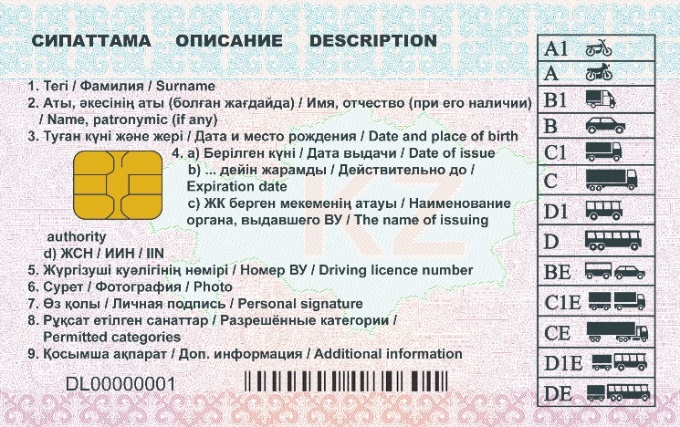 СИПАТТАМА ОПИСАНИЕ DESCRIPTION
1. Тегі / Фамилия / Surname
2. Аты, әкесінің аты (болған жағдайда) / Имя, отчество (при его наличии)
/ Name, patronymic (if any)
3. Туған күні және жері / Дата и место рождения / Date and place of birth
4. a) Берілген күні / Дата выдачи / Date of issue
b) ... дейін жарамды / Действительно до /
Expiration date
c) ЖК берген мекеменің атауы / Наименование
органа, выдавшего ВУ / The name of issuing
authority
d) ЖСН / ИИН / IIN
5. Жүргізуші куәлігінің нөмірі / Номер ВУ / Driving licence number
6. Сурет / Фотография / Photo
7. Өз қолы / Личная подпись / Personal signature
8. Рұқсат етілген санаттар / Разрешённые категории /
Permitted categories
9. Қосымша ақпарат / Доп. информация / Additional information
DL00000001
KZ
A1
A
B1
B
C1
C
D1
D
BE
C1E
CE
D1E
DE